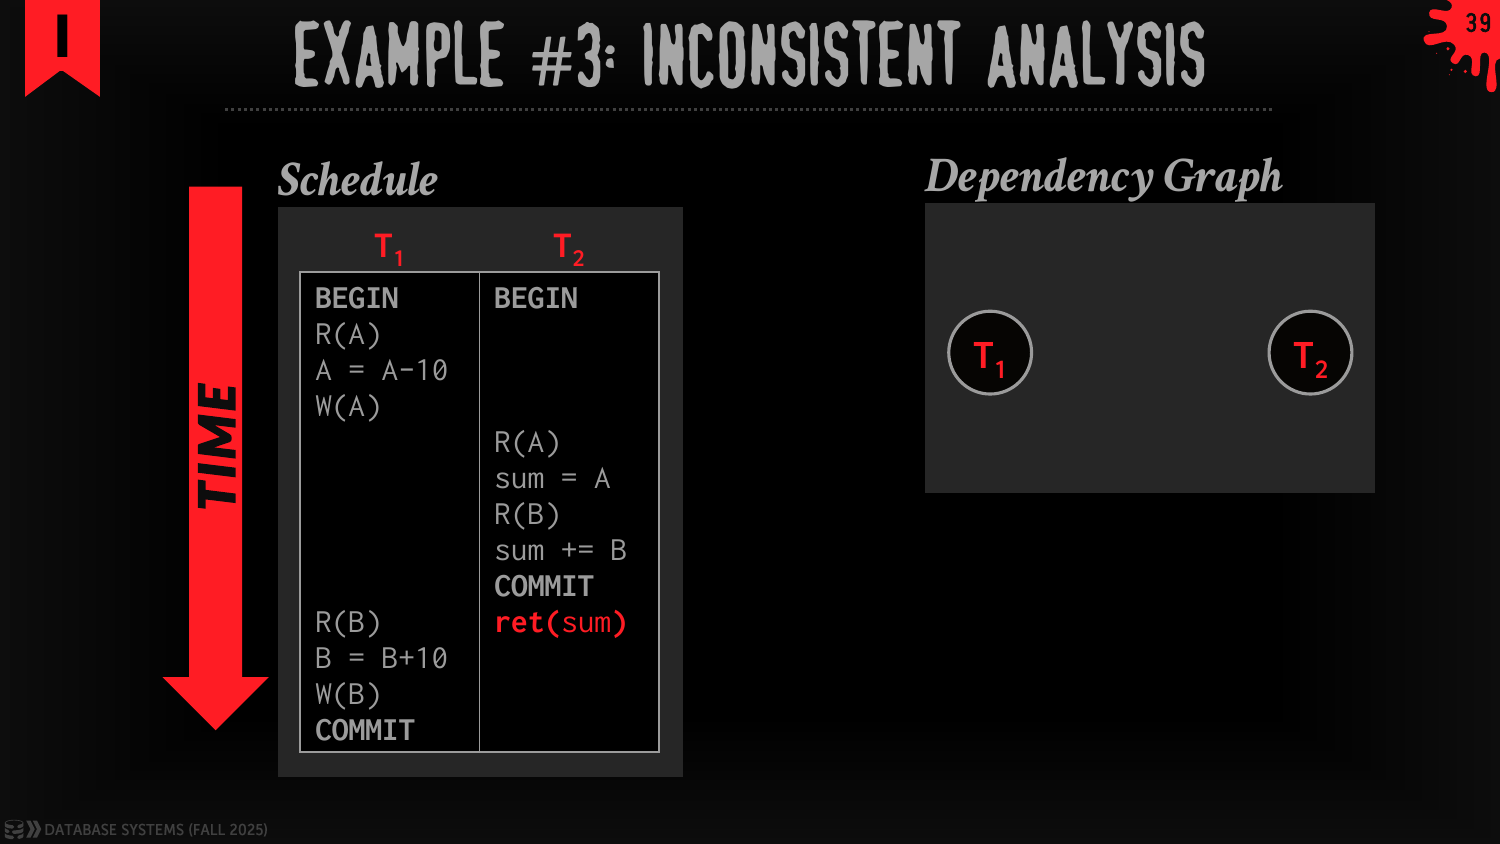 I
EXAMPLE #3: INCONSISTENT ANALYSIS
39
Schedule
Dependency Graph
TIME
T1 T2
BEGIN BEGIN
R(A)
A = A-10
W(A)
R(A)
sum = A
R(B)
sum += B
COMMIT
R(B) ret(sum)
B = B+10
W(B)
COMMIT
T1 T2
DATABASE SYSTEMS (FALL 2025)